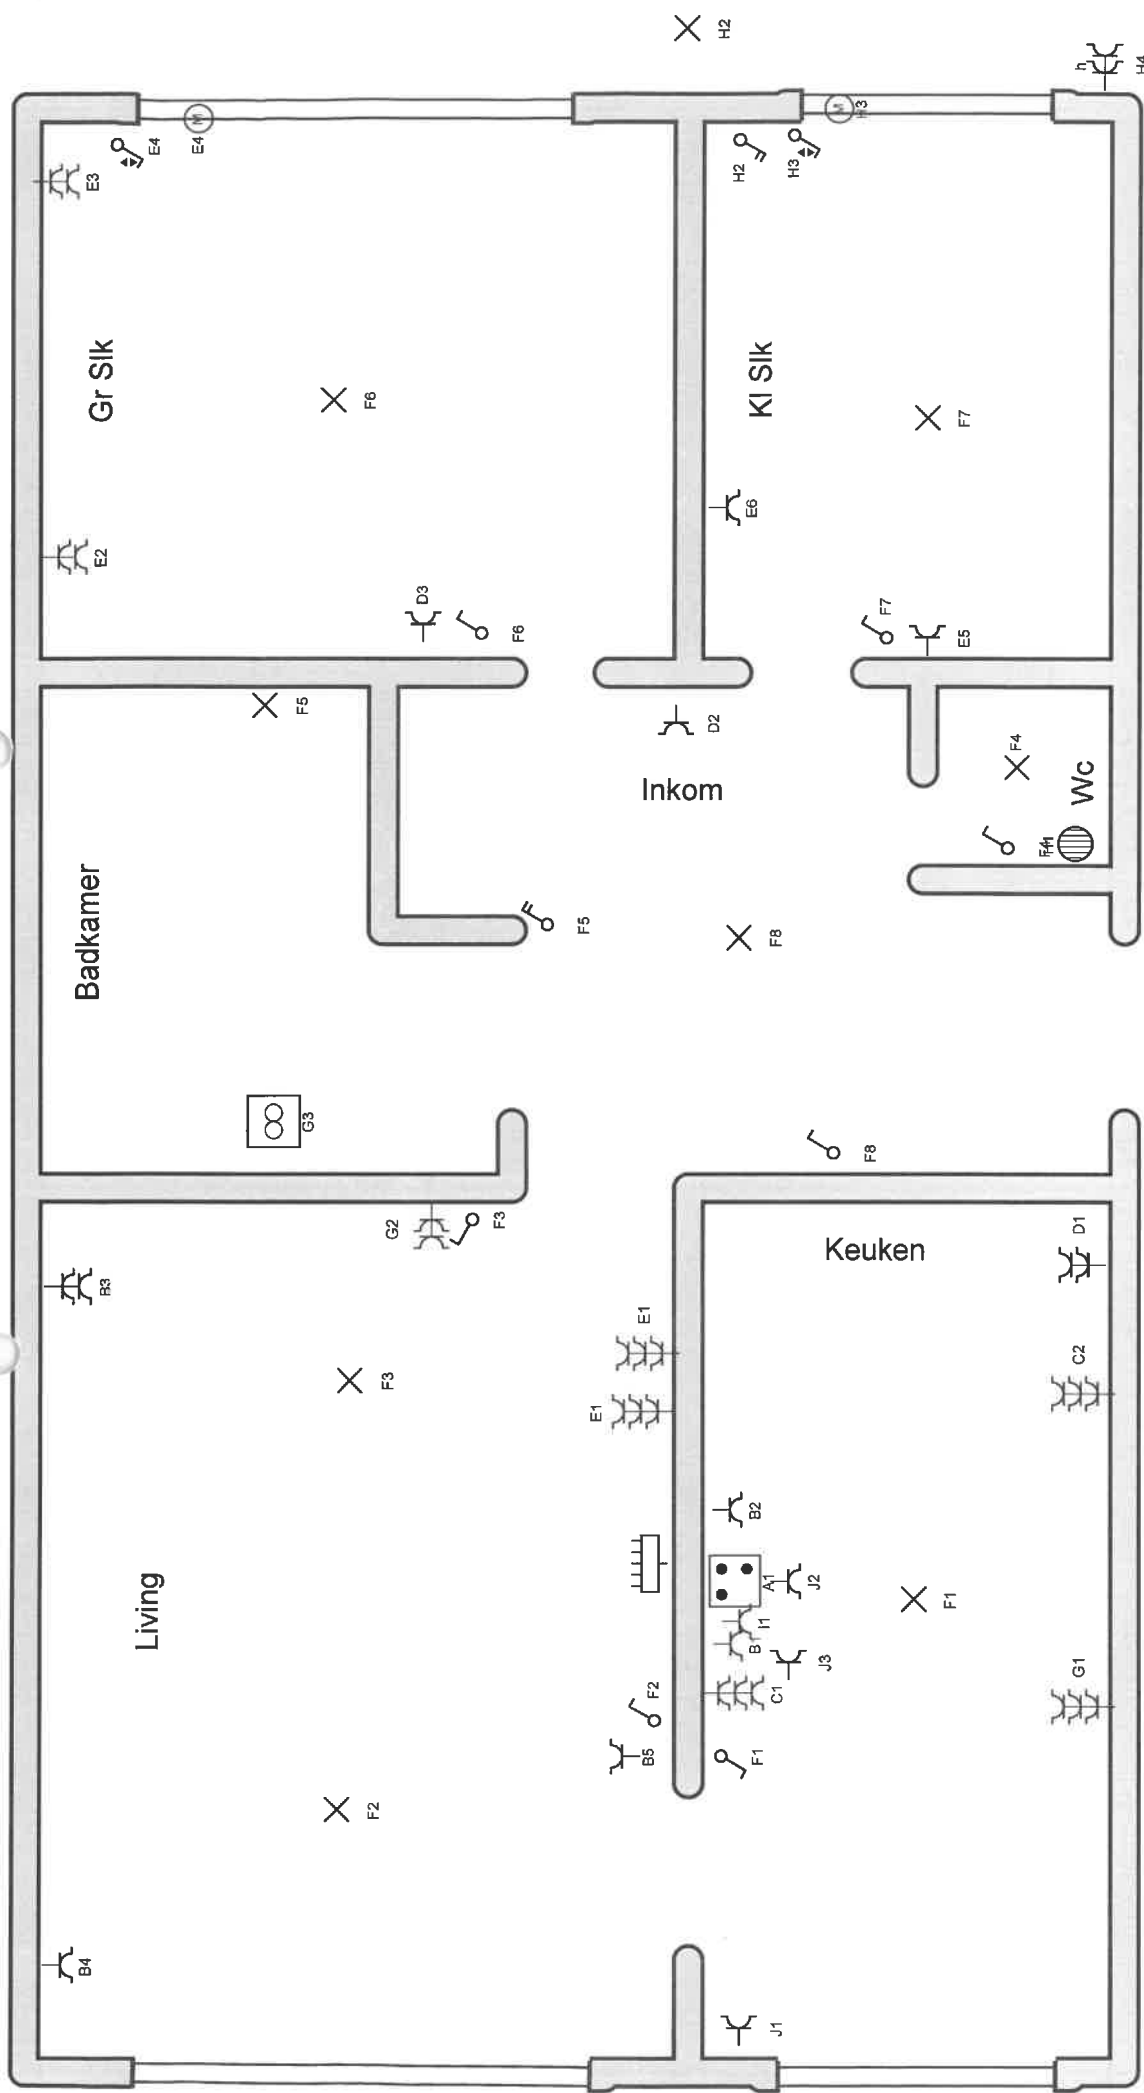 H2
h
H4
M
E4
E4
E3
M
H3
H2
H3
Gr Slk
F6
Kl Slk
F7
E6
E2
D3
F6
F7
E5
F5
D2
F4
Inkom
Wc
Badkamer
F5
F8
G3
F8
G2
F3
D1
Keuken
B3
E1
E1
F3
C2
B2
A1
J2
Living
F1
I1
B
J3
C1
G1
F2
B5
F1
F2
B4
J1